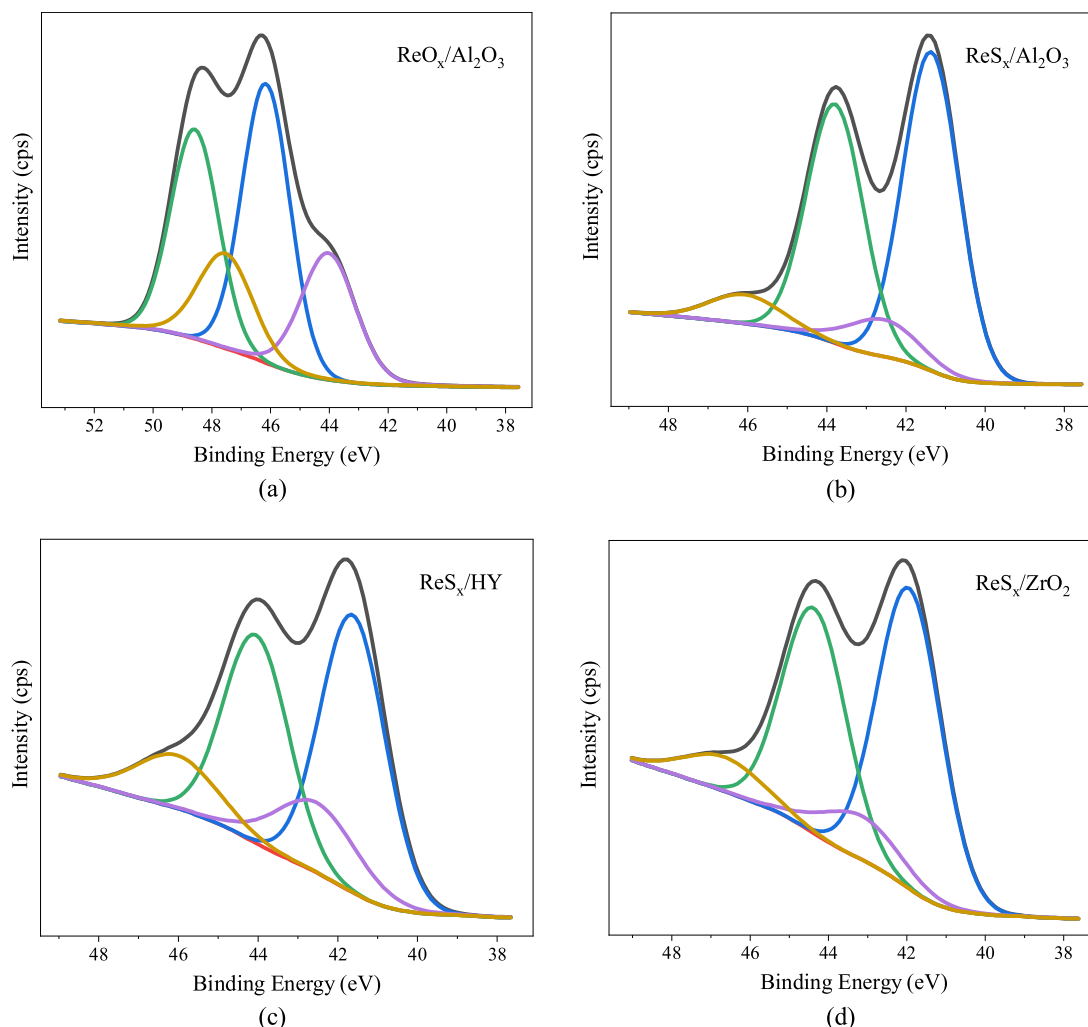 ReOx/Al2O3
Intensity (cps)
52 50 48 46 44 42 40 38
Binding Energy (eV)
(a)
ReSx/Al2O3
Intensity (cps)
48 46 44 42 40 38
Binding Energy (eV)
(b)
ReSx/HY
Intensity (cps)
48 46 44 42 40 38
Binding Energy (eV)
(c)
ReSx/ZrO2
Intensity (cps)
48 46 44 42 40 38
Binding Energy (eV)
(d)